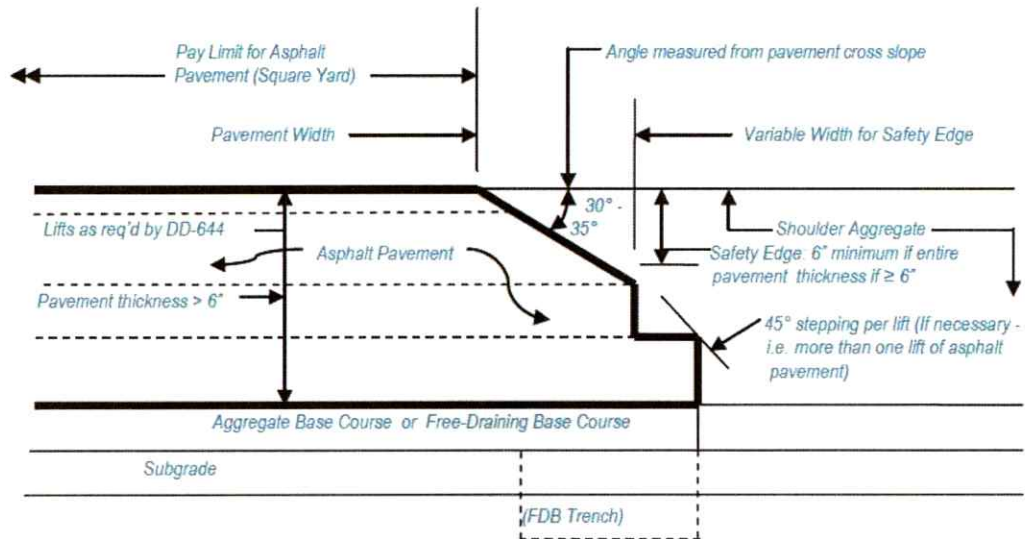 Pay Limit for Asphalt
Pavement (Square Yard)
Angle measured from pavement cross slope
Pavement Width
Variable Width for Safety Edge
30° -
35°
Lifts as req'd by DD-644
Shoulder Aggregate
Asphalt Pavement
Safety Edge: 6" minimum if entire
pavement thickness if ≥ 6"
Pavement thickness > 6"
45° stepping per lift (If necessary -
i.e. more than one lift of asphalt
pavement)
Aggregate Base Course or Free-Draining Base Course
Subgrade
(FDB Trench)